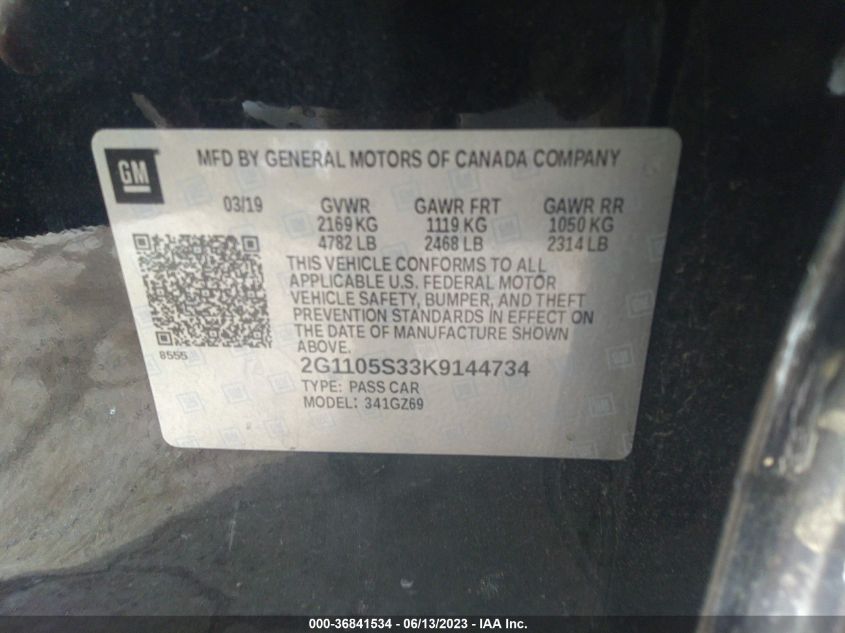 GM
MFD BY GENERAL MOTORS OF CANADA COMPANY
03/19 GVWR GAWR FRT GAWR RR
2169 KG 1119 KG 1050 KG
4782 LB 2468 LB 2314 LB
THIS VEHICLE CONFORMS TO ALL
APPLICABLE U.S. FEDERAL MOTOR
VEHICLE SAFETY, BUMPER, AND THEFT
PREVENTION STANDARDS IN EFFECT ON
THE DATE OF MANUFACTURE SHOWN
ABOVE.
8555
2G1105S33K9144734
TYPE: PASS CAR
MODEL: 341GZ69
000-36841534 - 06/13/2023 - IAA Inc.